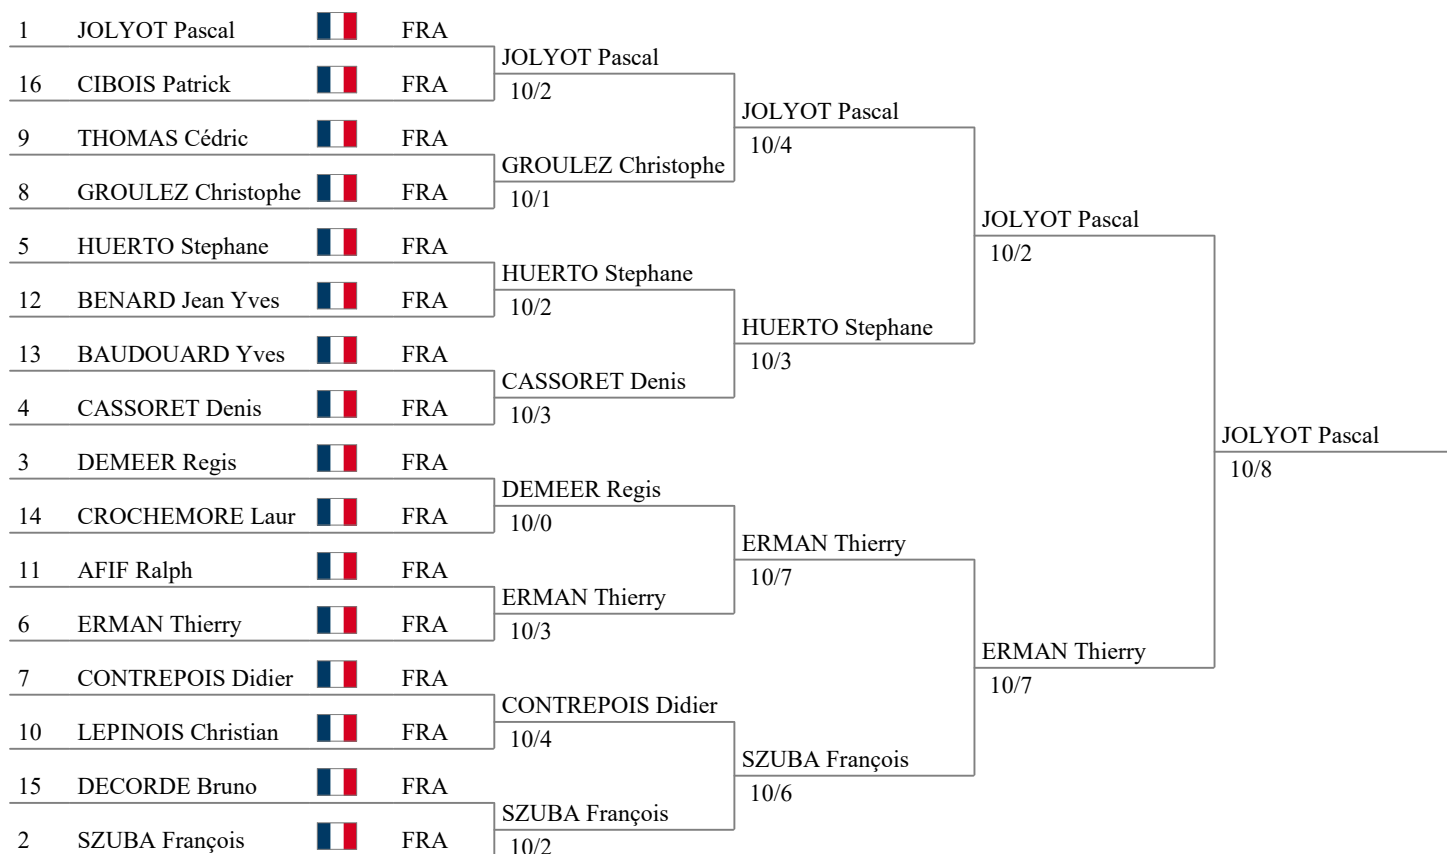 1 JOLYOT Pascal FRA
16 CIBOIS Patrick FRA
9 THOMAS Cédric FRA
8 GROULEZ Christophe FRA
5 HUERTO Stephane FRA
12 BENARD Jean Yves FRA
13 BAUDOUARD Yves FRA
4 CASSORET Denis FRA
3 DEMEER Regis FRA
14 CROCHEMORE Laur FRA
11 AFIF Ralph FRA
6 ERMAN Thierry FRA
7 CONTREPOIS Didier FRA
10 LEPINOIS Christian FRA
15 DECORDE Bruno FRA
2 SZUBA François FRA
JOLYOT Pascal
10/2
GROULEZ Christophe
10/1
HUERTO Stephane
10/2
CASSORET Denis
10/3
DEMEER Regis
10/0
ERMAN Thierry
10/3
CONTREPOIS Didier
10/4
SZUBA François
10/2
JOLYOT Pascal
10/4
HUERTO Stephane
10/3
ERMAN Thierry
10/7
SZUBA François
10/6
JOLYOT Pascal
10/2
ERMAN Thierry
10/7
JOLYOT Pascal
10/8